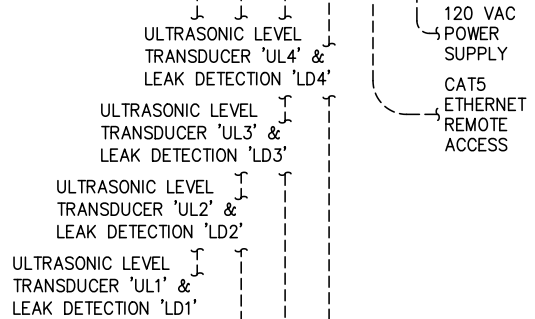 120 VAC
POWER
SUPPLY
ULTRASONIC LEVEL
TRANSDUCER 'UL4' &
LEAK DETECTION 'LD4'
CAT5
ETHERNET
REMOTE
ACCESS
ULTRASONIC LEVEL
TRANSDUCER 'UL3' &
LEAK DETECTION 'LD3'
ULTRASONIC LEVEL
TRANSDUCER 'UL2' &
LEAK DETECTION 'LD2'
ULTRASONIC LEVEL
TRANSDUCER 'UL1' &
LEAK DETECTION 'LD1'